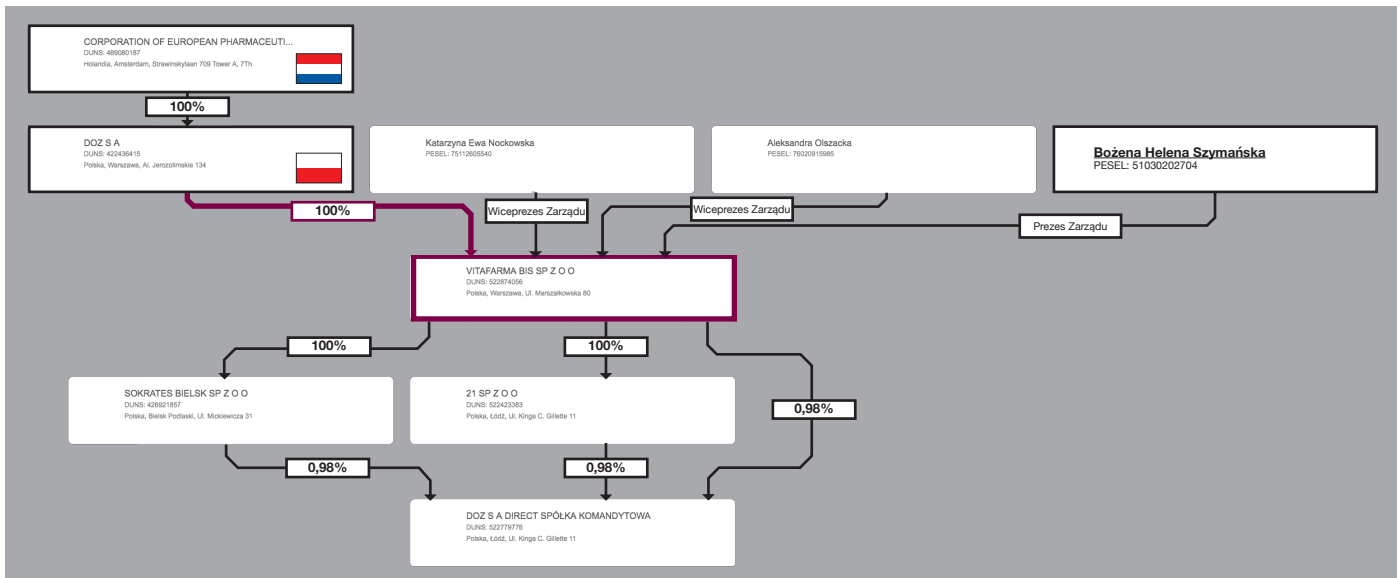 CORPORATION OF EUROPEAN PHARMACEUTI...
DUNS: 489080187
Holandia, Amsterdam, Strawinskylaan 709 Tower A, 7Th
100%
DOZ S A
DUNS: 422436415
Polska, Warszawa, Al. Jerozolimskie 134
Katarzyna Ewa Nockowska
PESEL: 75112605540
Aleksandra Olszacka
PESEL: 76020915985
Bożena Helena Szymańska
PESEL: 51030202704
100%
Wiceprezes Zarządu
Wiceprezes Zarządu
Prezes Zarządu
VITAFARMA BIS SP Z O O
DUNS: 522874056
Polska, Warszawa, Ul. Marszałkowska 80
100%
100%
SOKRATES BIELSK SP Z O O
DUNS: 426921857
Polska, Bielsk Podlaski, Ul. Mickiewicza 31
21 SP Z O O
DUNS: 522423383
Polska, Łódź, Ul. Kinga C. Gillette 11
0,98%
0,98%
0,98%
DOZ S A DIRECT SPÓŁKA KOMANDYTOWA
DUNS: 522779776
Polska, Łódź, Ul. Kinga C. Gillette 11